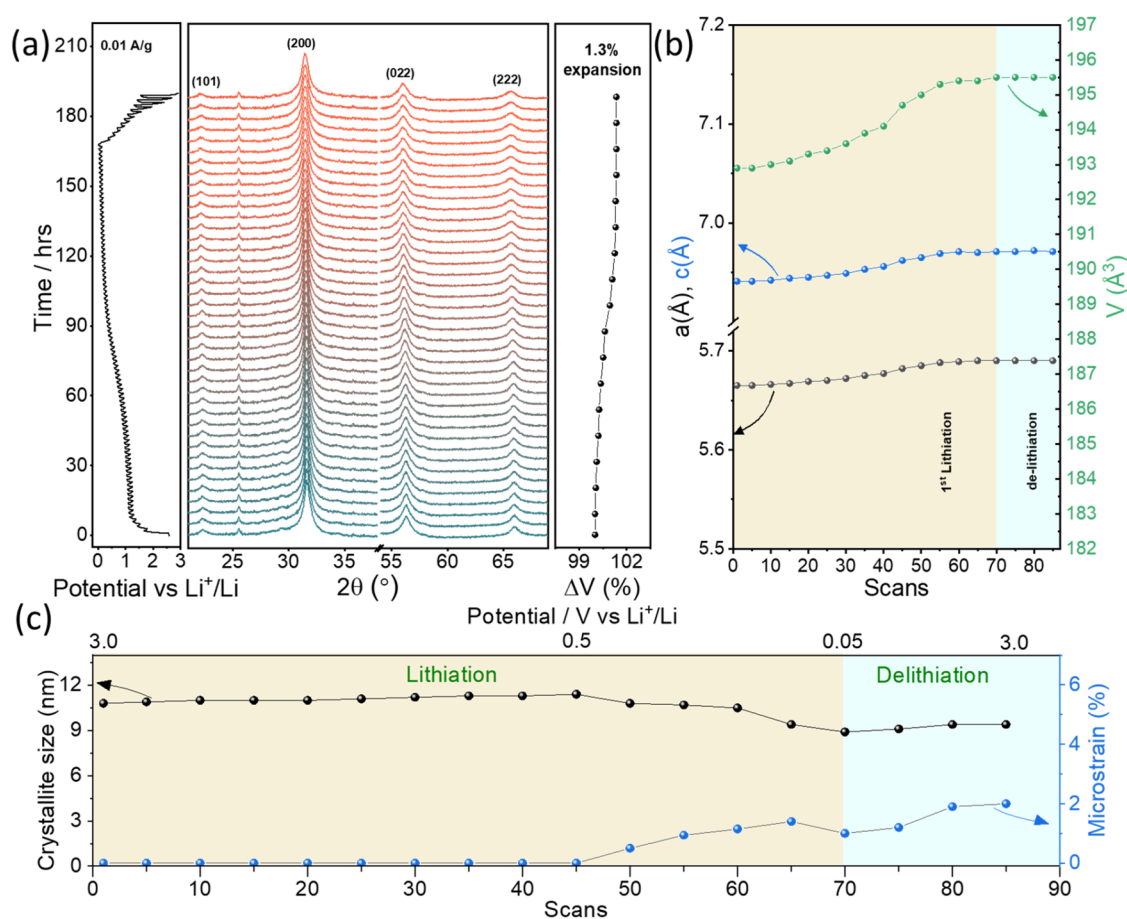 (a)
0.01 A/g
(101)
(200)
(022)
(222)
1.3%
expansion
210
180
150
120
90
60
30
0
Time / hrs
0 1 2 3
25 31 37 55 60 65
99 102
Potential vs Li⁺/Li
2θ (°)
ΔV (%)
(b)
7.2
7.1
7.0
5.7
5.6
5.5
a(Å), c(Å)
197
196
195
194
193
192
191
190
189
188
187
186
185
184
183
182
V (Å³)
1ˢᵗ Lithiation
de-lithiation
0 10 20 30 40 50 60 70 80
Scans
(c)
Potential / V vs Li⁺/Li
3.0 0.5 0.05 3.0
Lithiation
Delithiation
12
9
6
3
0
Crystallite size (nm)
6
4
2
0
Microstrain (%)
0 10 20 30 40 50 60 70 80 90
Scans